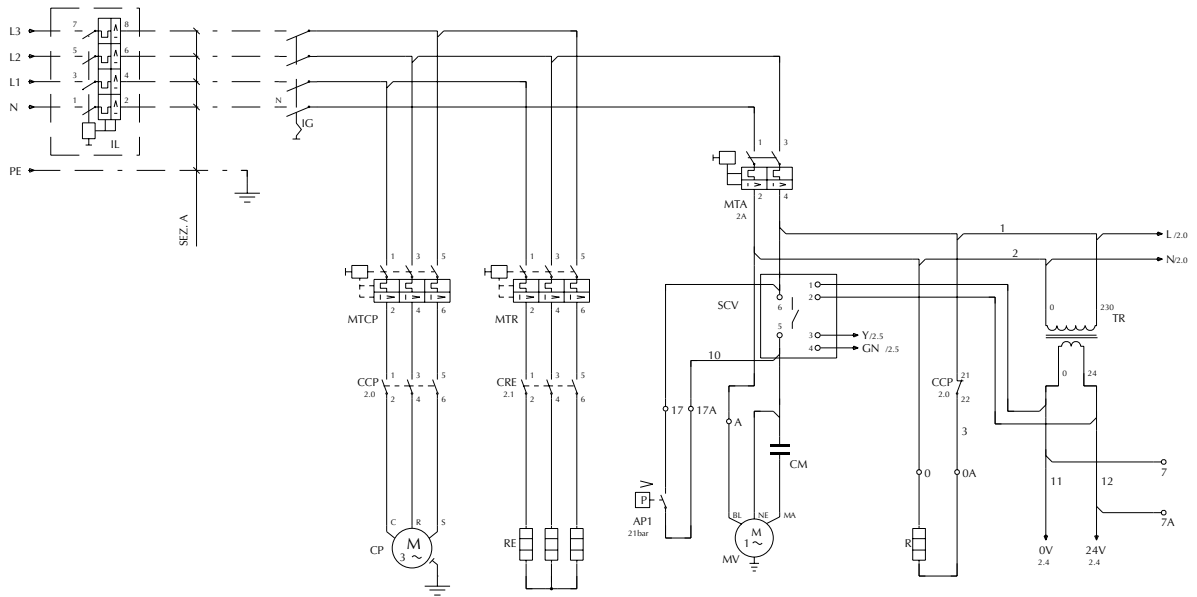 L3 7 8
L2 5 6
L1 3 4
N 1 2 N
IL IG
PE
SEZ. A
1 3
MTA 2 4
2A
1 L /2.0
2 N/2.0
1 3 5 1 3 5
MTCP 2 4 6 MTR 2 4 6
SCV 6 1
2
5 3 Y/2.5
4 GN /2.5
10
0 230
TR
0 24
CCP 1 3 5
2.0 2 4 6
CRE 1 3 5
2.1 2 4 6
CCP 21
2.0 22
17 17A
A
3
CM
0 0A
11 12
7
7A
P
AP1
21bar
BL NE MA
M
1 ~
MV
C R S
CP M
3 ~
RE
R
0V 24V
2.4 2.4